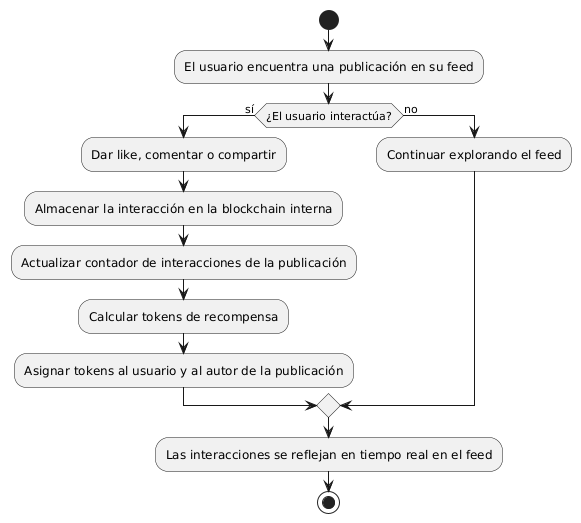 El usuario encuentra una publicación en su feed
¿El usuario interactúa?
sí
no
Dar like, comentar o compartir
Continuar explorando el feed
Almacenar la interacción en la blockchain interna
Actualizar contador de interacciones de la publicación
Calcular tokens de recompensa
Asignar tokens al usuario y al autor de la publicación
Las interacciones se reflejan en tiempo real en el feed